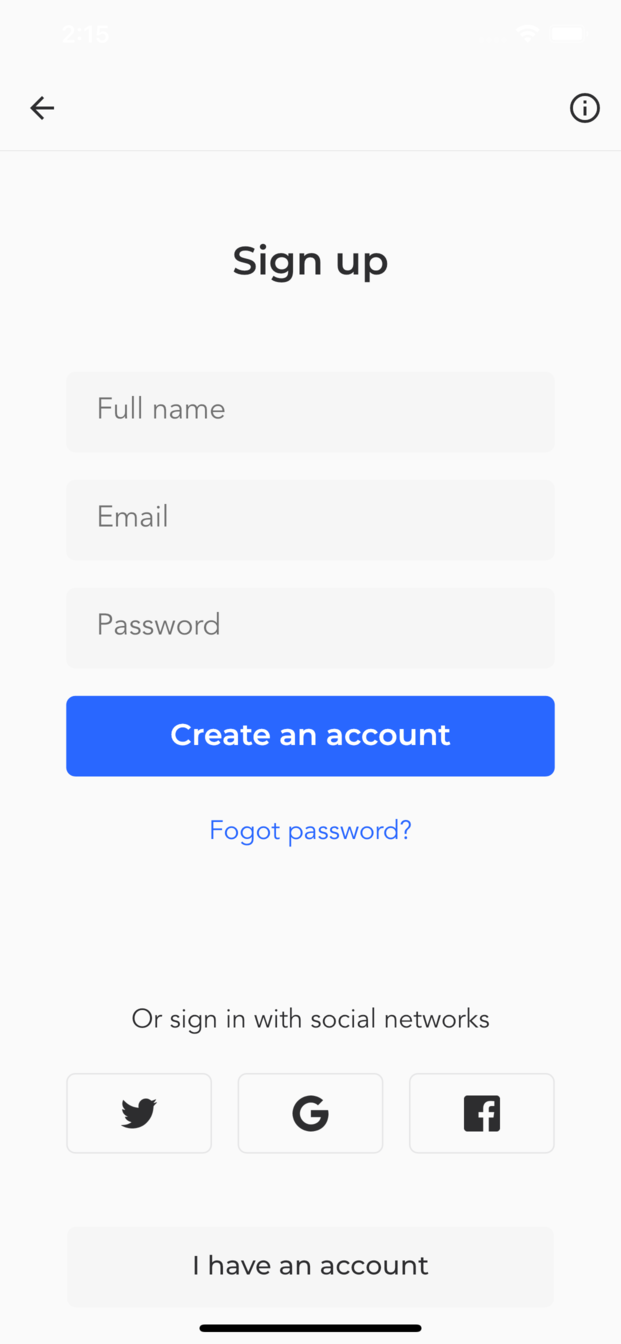 2:15
Sign up
Full name
Email
Password
Create an account
Fogot password?
Or sign in with social networks
I have an account